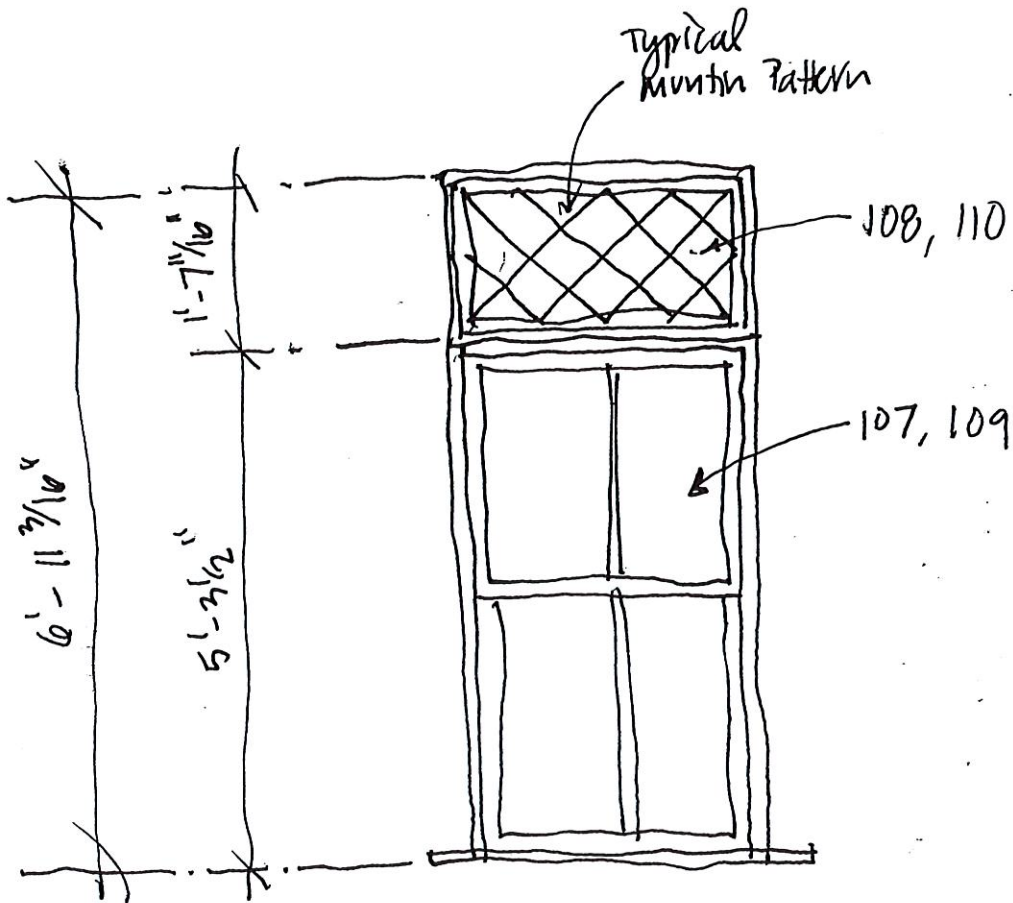 Typical
Muntin Pattern
108, 110
107, 109
1'-7 11/16"
5'-3 1/2"
6'-11 3/16"